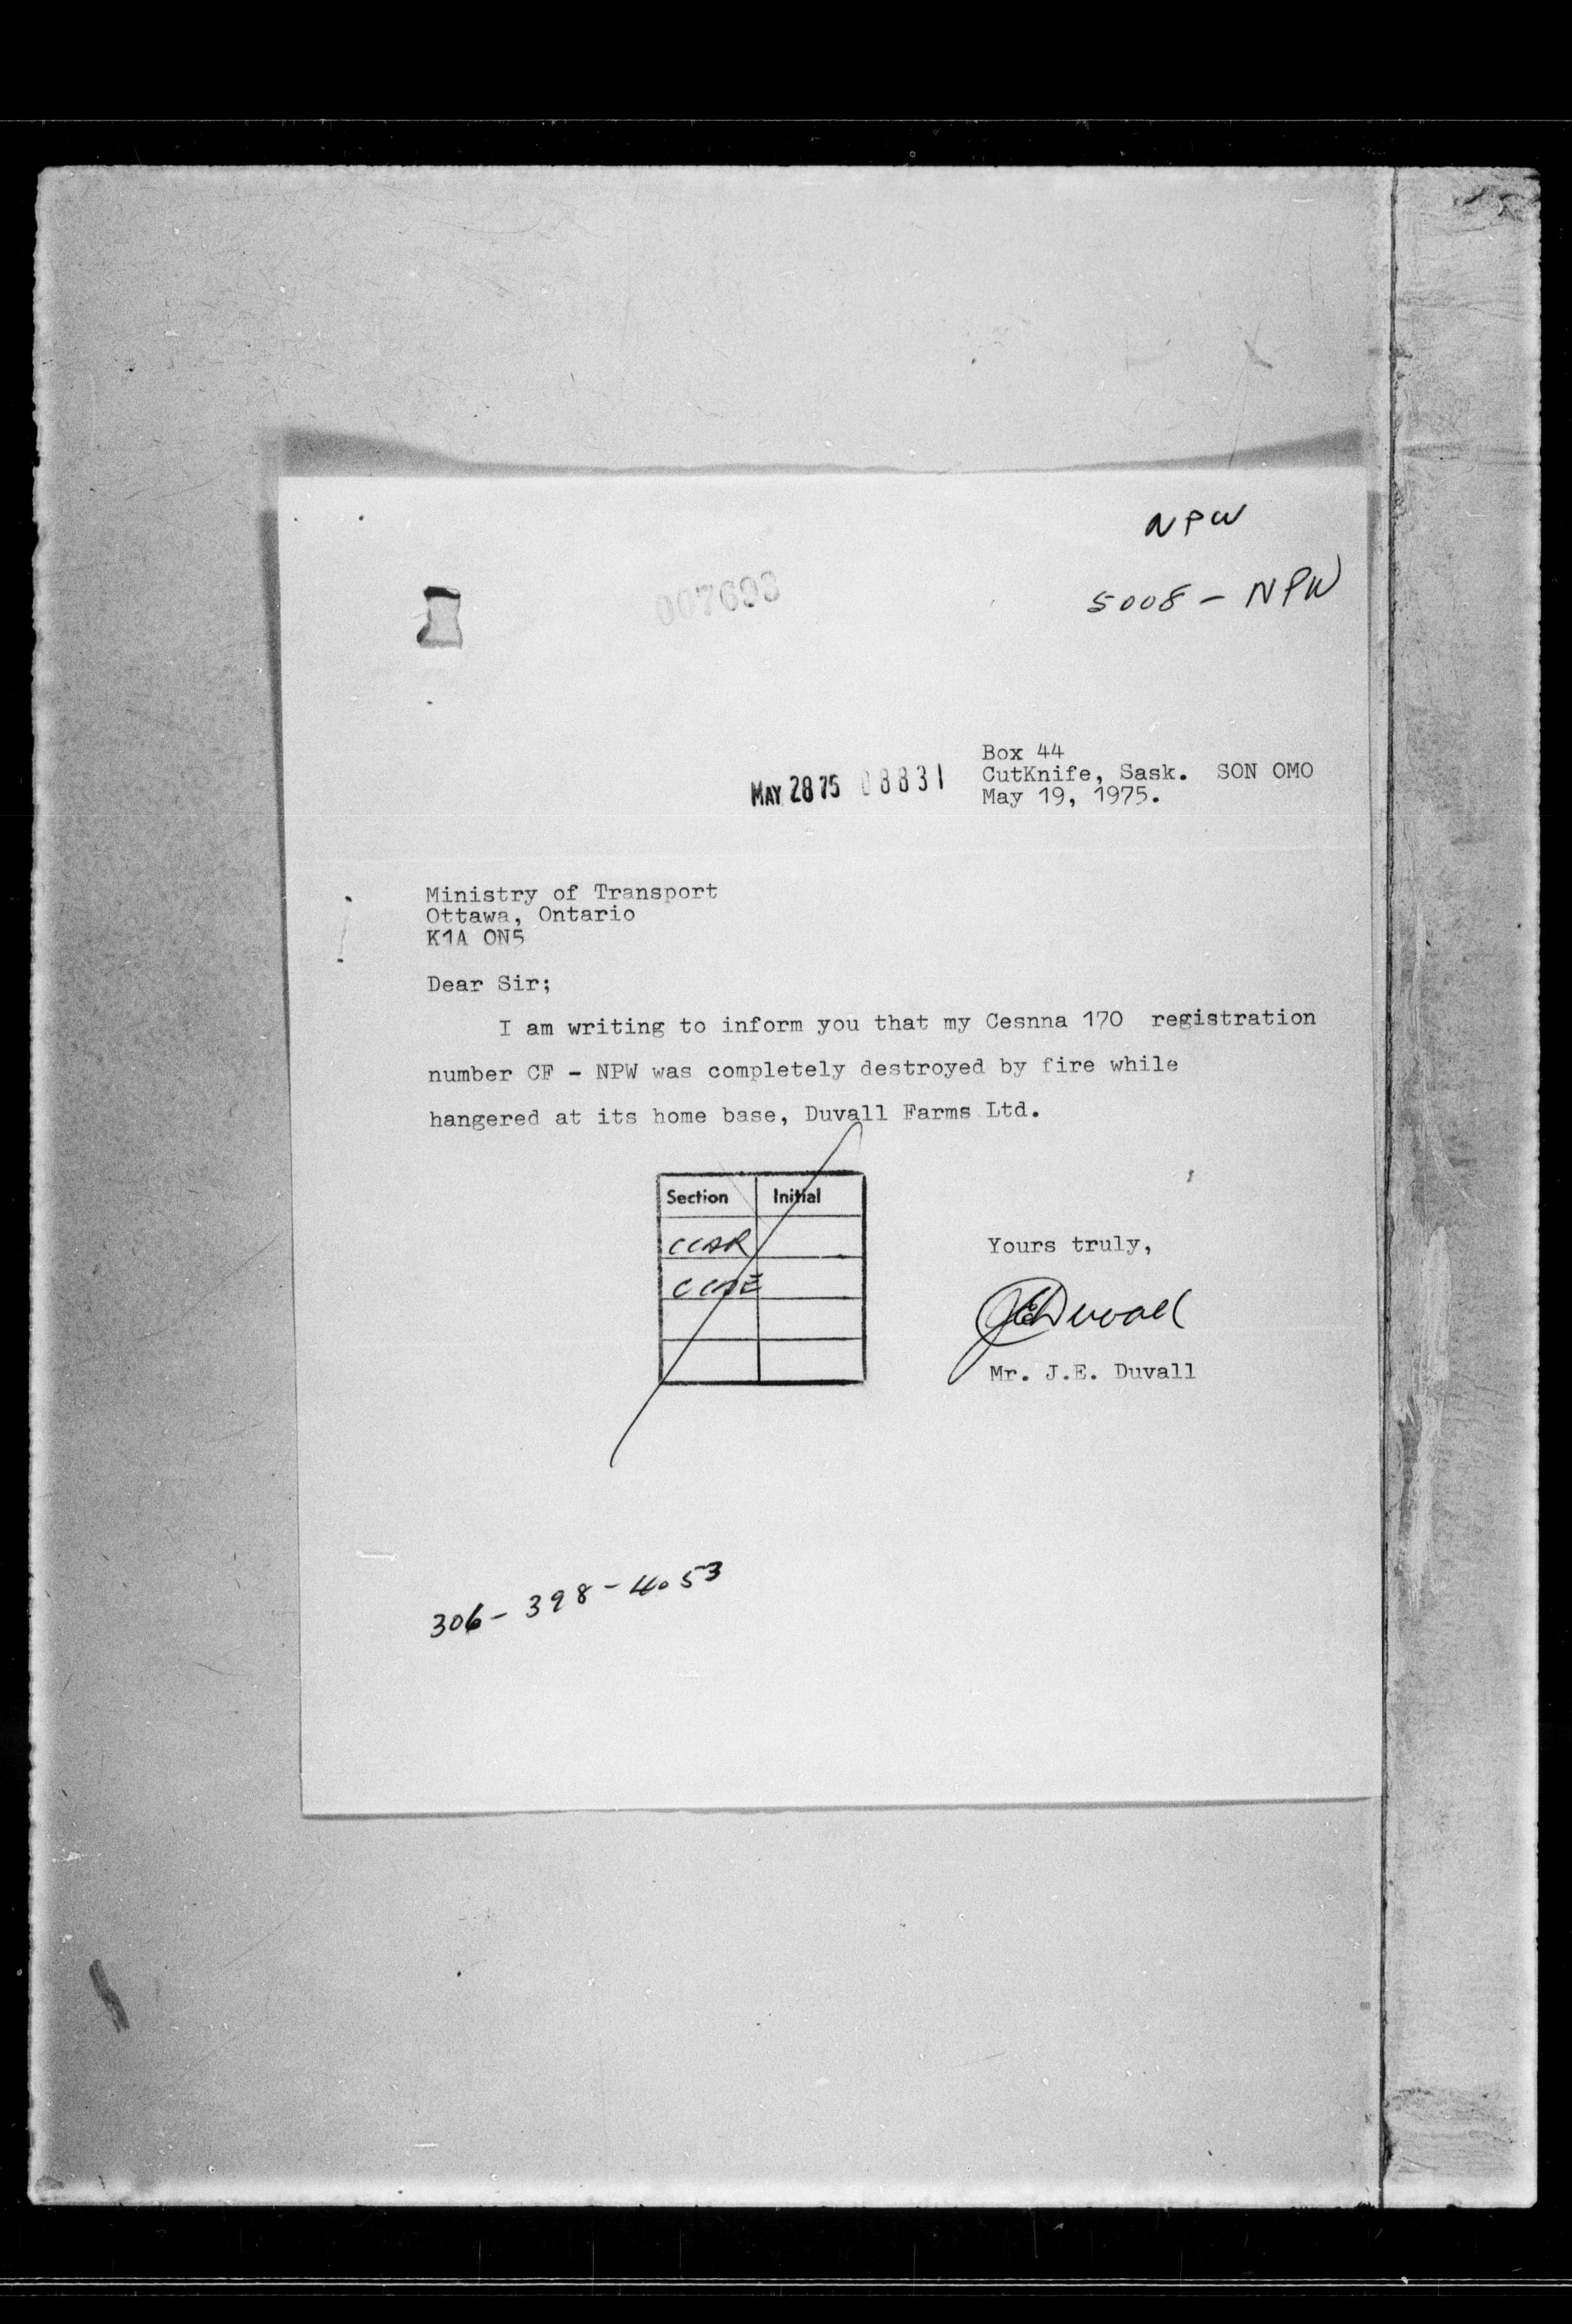 NPW
5008 - NPW
Box 44
CutKnife, Sask. SON OMO
MAY 28 75 08831
May 19, 1975.
Ministry of Transport
Ottawa, Ontario
K1A ON5
Dear Sir;
I am writing to inform you that my Cesnna 170 registration
number CF - NPW was completely destroyed by fire while
hangered at its home base, Duvall Farms Ltd.
Section Initial
CCAR
Yours truly,
JEDuvall
Mr. J.E. Duvall
306-398-4053